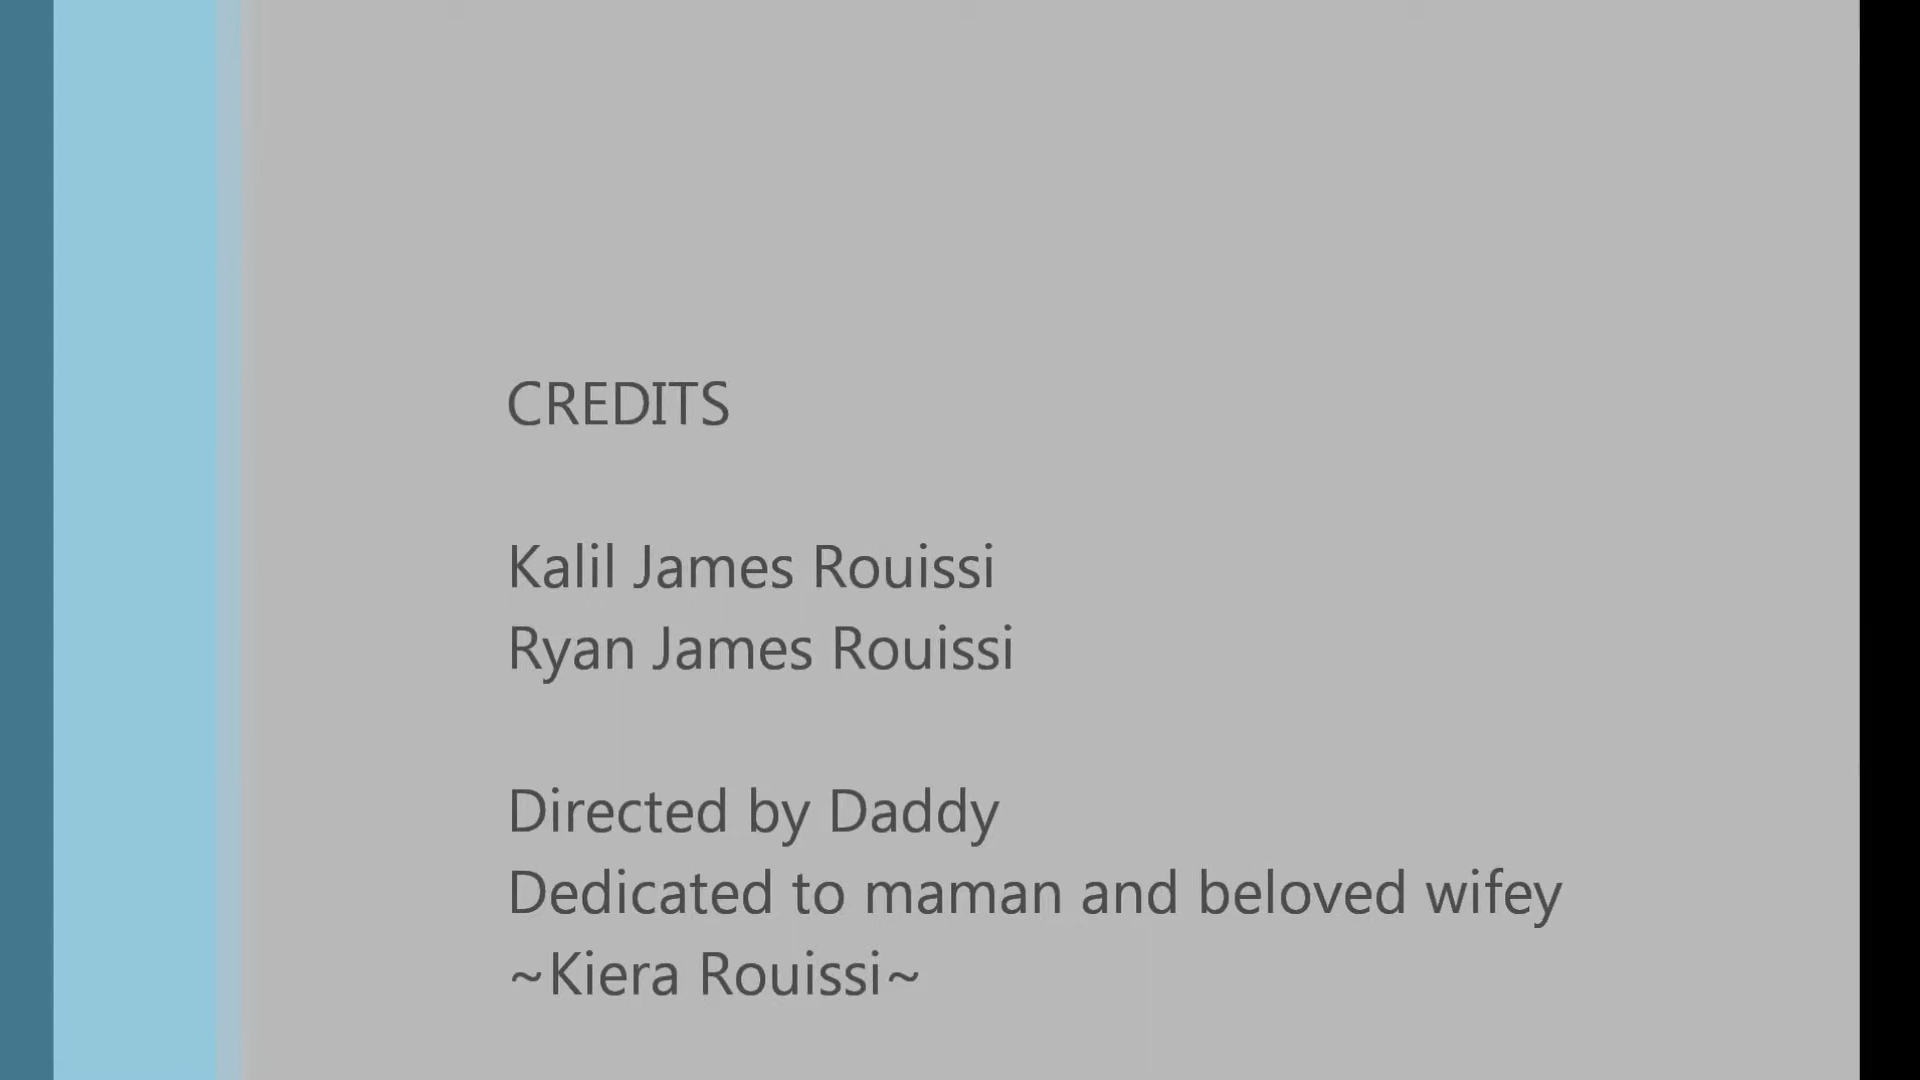 CREDITS
Kalil James Rouissi
Ryan James Rouissi
Directed by Daddy
Dedicated to maman and beloved wifey
~Kiera Rouissi~